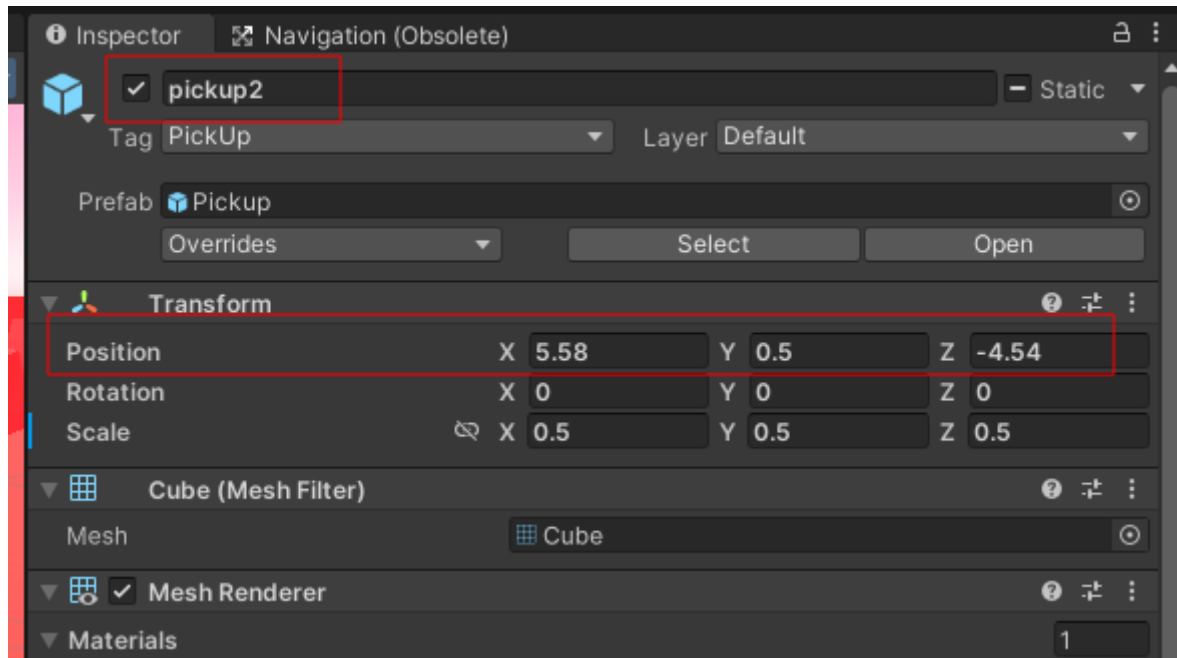 Inspector Navigation (Obsolete)
pickup2 Static
Tag PickUp Layer Default
Prefab Pickup
Overrides Select Open
Transform
Position X 5.58 Y 0.5 Z -4.54
Rotation X 0 Y 0 Z 0
Scale X 0.5 Y 0.5 Z 0.5
Cube (Mesh Filter)
Mesh Cube
Mesh Renderer
Materials 1